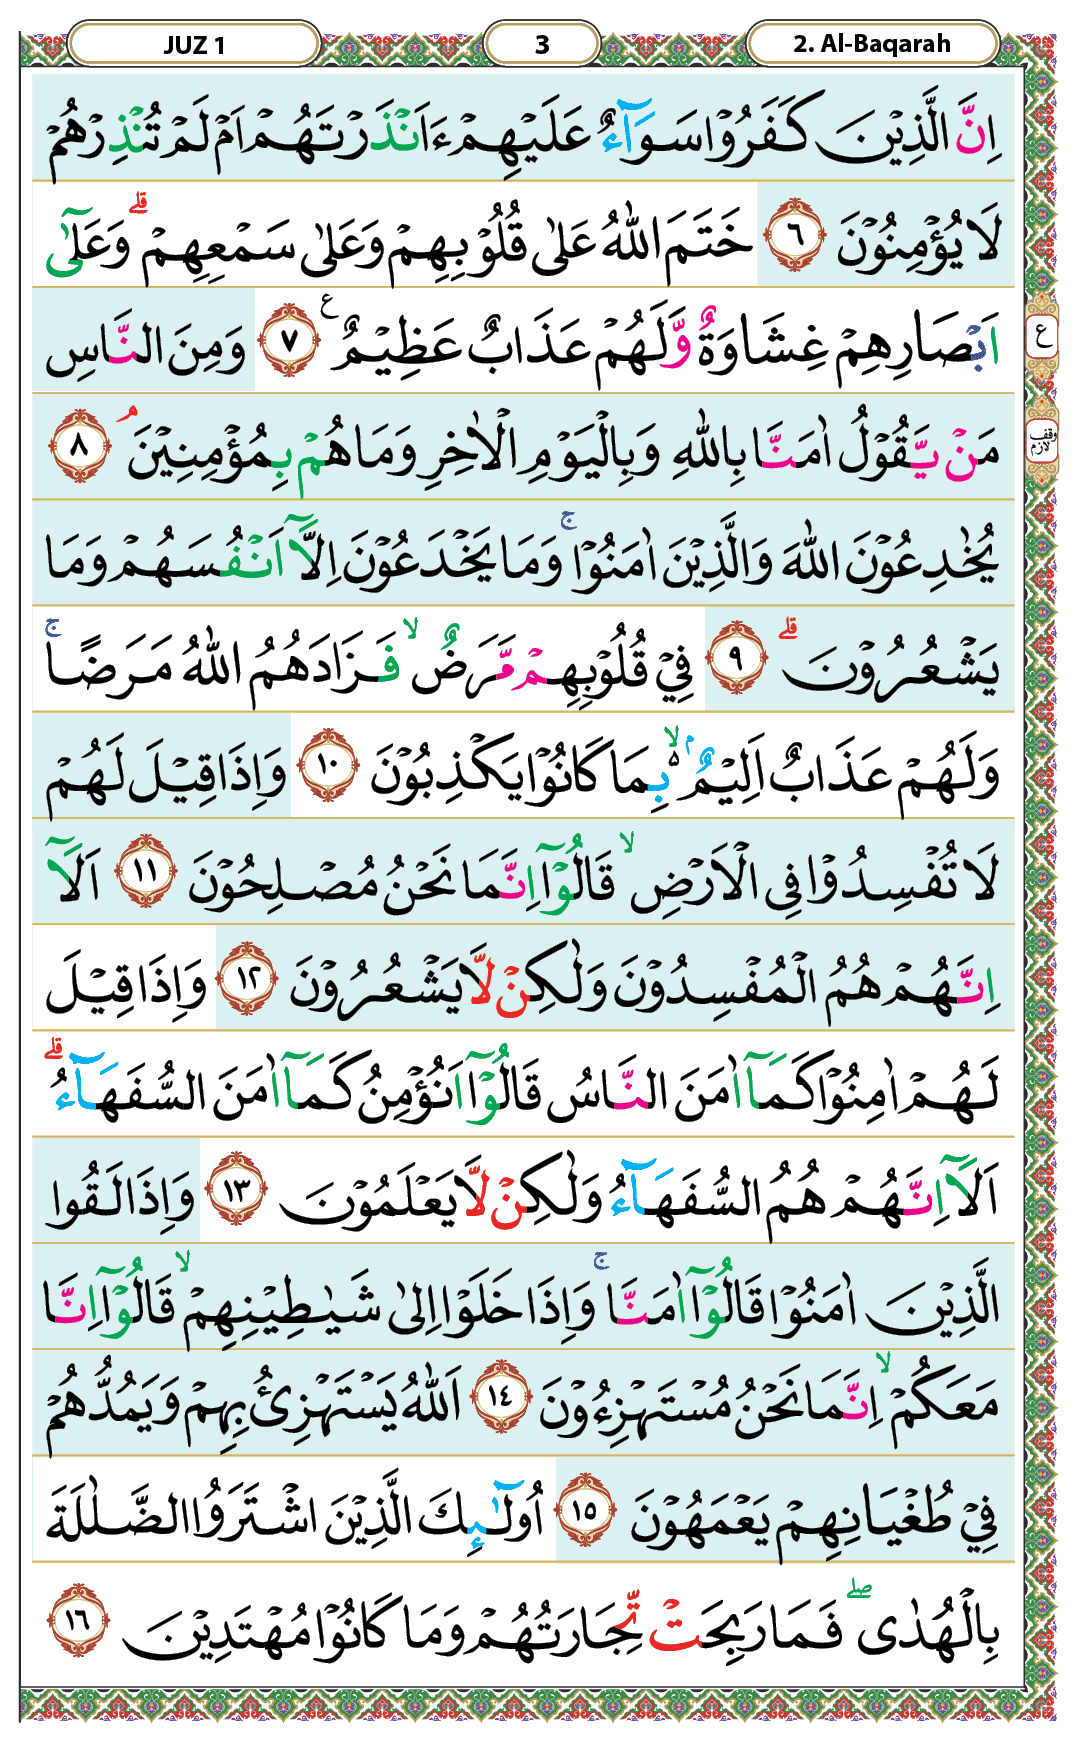 JUZ 1
3
2. Al-Baqarah
اِنَّ الَّذِيْنَ كَفَرُوْا سَوَآءٌ عَلَيْهِمْ ءَاَنْذَرْتَهُمْ اَمْ لَمْ تُنْذِرْهُمْ
لَا يُؤْمِنُوْنَ ٦ خَتَمَ اللّٰهُ عَلٰى قُلُوْبِهِمْ وَعَلٰى سَمْعِهِمْ ۗ وَعَلٰٓى
اَبْصَارِهِمْ غِشَاوَةٌ وَّلَهُمْ عَذَابٌ عَظِيْمٌ ع ٧ وَمِنَ النَّاسِ
ع
مَنْ يَّقُوْلُ اٰمَنَّا بِاللّٰهِ وَبِالْيَوْمِ الْاٰخِرِ وَمَا هُمْ بِمُؤْمِنِيْنَ ۘ ٨
وقف لازم
يُخٰدِعُوْنَ اللّٰهَ وَالَّذِيْنَ اٰمَنُوْا ۚ وَمَا يَخْدَعُوْنَ اِلَّآ اَنْفُسَهُمْ وَمَا
يَشْعُرُوْنَ ۗ ٩ فِيْ قُلُوْبِهِمْ مَّرَضٌ ۙ فَزَادَهُمُ اللّٰهُ مَرَضًا ۚ
وَلَهُمْ عَذَابٌ اَلِيْمٌ ۢ ەۙ بِمَا كَانُوْا يَكْذِبُوْنَ ١٠ وَاِذَا قِيْلَ لَهُمْ
لَا تُفْسِدُوْا فِى الْاَرْضِ ۙ قَالُوْٓا اِنَّمَا نَحْنُ مُصْلِحُوْنَ ١١ اَلَآ
اِنَّهُمْ هُمُ الْمُفْسِدُوْنَ وَلٰكِنْ لَّا يَشْعُرُوْنَ ١٢ وَاِذَا قِيْلَ
لَهُمْ اٰمِنُوْا كَمَآ اٰمَنَ النَّاسُ قَالُوْٓا اَنُؤْمِنُ كَمَآ اٰمَنَ السُّفَهَآءُ ۗ
اَلَآ اِنَّهُمْ هُمُ السُّفَهَآءُ وَلٰكِنْ لَّا يَعْلَمُوْنَ ١٣ وَاِذَا لَقُوا
الَّذِيْنَ اٰمَنُوْا قَالُوْٓا اٰمَنَّا ۚ وَاِذَا خَلَوْا اِلٰى شَيٰطِيْنِهِمْ ۙ قَالُوْٓا اِنَّا
مَعَكُمْ ۙ اِنَّمَا نَحْنُ مُسْتَهْزِءُوْنَ ١٤ اَللّٰهُ يَسْتَهْزِئُ بِهِمْ وَيَمُدُّهُمْ
فِيْ طُغْيَانِهِمْ يَعْمَهُوْنَ ١٥ اُولٰۤىِٕكَ الَّذِيْنَ اشْتَرَوُا الضَّلٰلَةَ
بِالْهُدٰى ۖ فَمَا رَبِحَتْ تِّجَارَتُهُمْ وَمَا كَانُوْا مُهْتَدِيْنَ ١٦